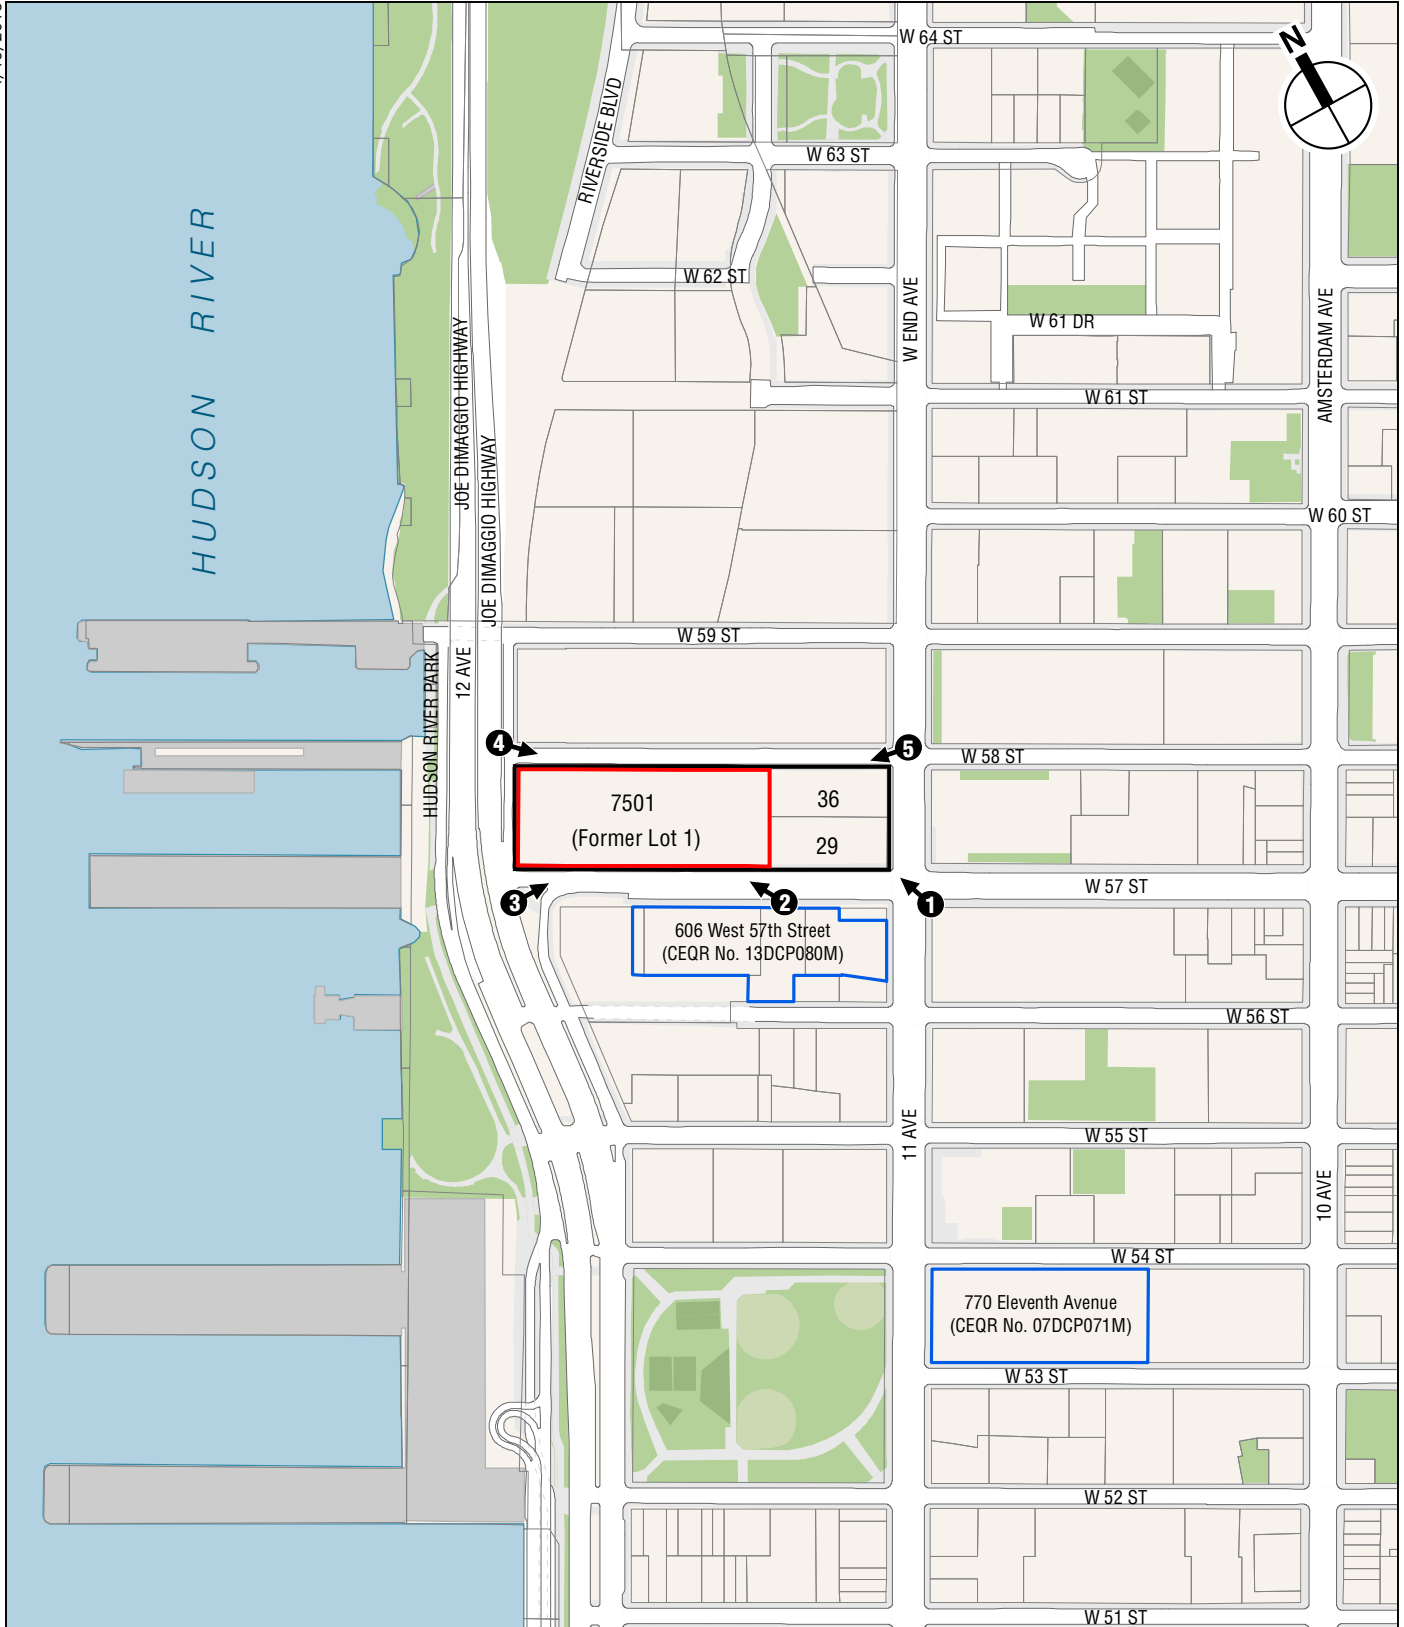 W 64 ST
N
RIVERSIDE BLVD
W 63 ST
HUDSON RIVER
W 62 ST
W END AVE
W 61 DR
AMSTERDAM AVE
JOE DIMAGGIO HIGHWAY
W 61 ST
JOE DIMAGGIO HIGHWAY
W 60 ST
W 59 ST
12 AVE
HUDSON RIVER PARK
4
5
W 58 ST
7501
(Former Lot 1)
36
29
W 57 ST
3
2
1
606 West 57th Street
(CEQR No. 13DCP080M)
W 56 ST
11 AVE
W 55 ST
10 AVE
W 54 ST
770 Eleventh Avenue
(CEQR No. 07DCP071M)
W 53 ST
W 52 ST
W 51 ST